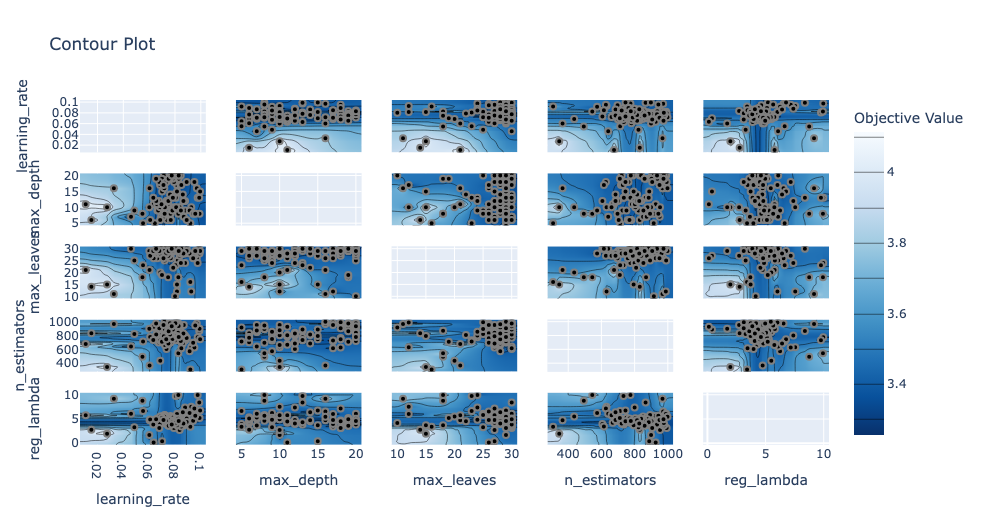 Contour Plot
Objective Value
learning_rate
0.1
0.08
0.06
0.04
0.02
max_depth
20
15
10
5
max_leaves
30
25
20
15
10
n_estimators
1000
800
600
400
reg_lambda
10
5
0
4
3.8
3.6
3.4
0.02 0.04 0.06 0.08 0.1
5 10 15 20
10 15 20 25 30
400 600 800 1000
0 5 10
learning_rate
max_depth
max_leaves
n_estimators
reg_lambda